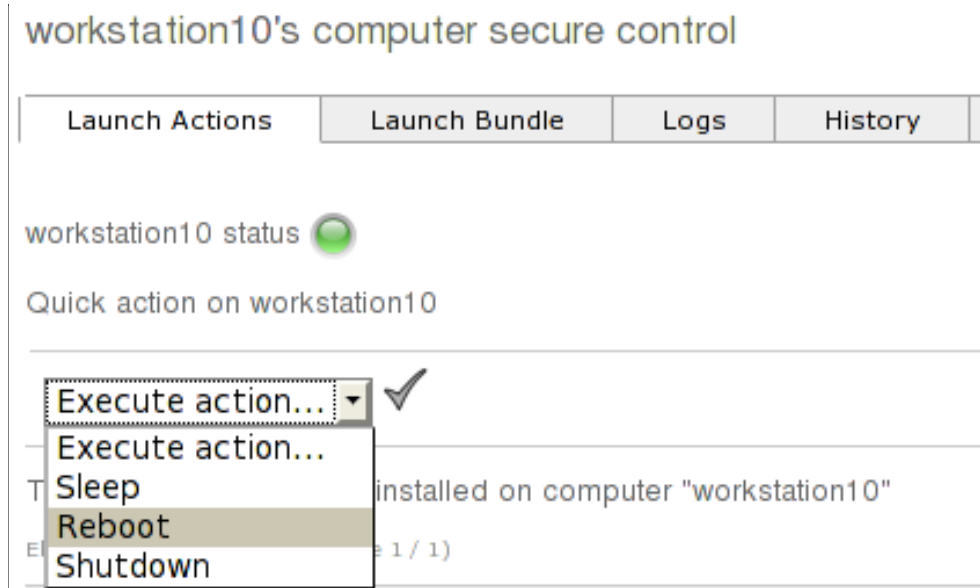 workstation10's computer secure control
Launch Actions Launch Bundle Logs History
workstation10 status
Quick action on workstation10
Execute action...
Execute action...
Sleep
installed on computer "workstation10"
Reboot
1 / 1)
Shutdown